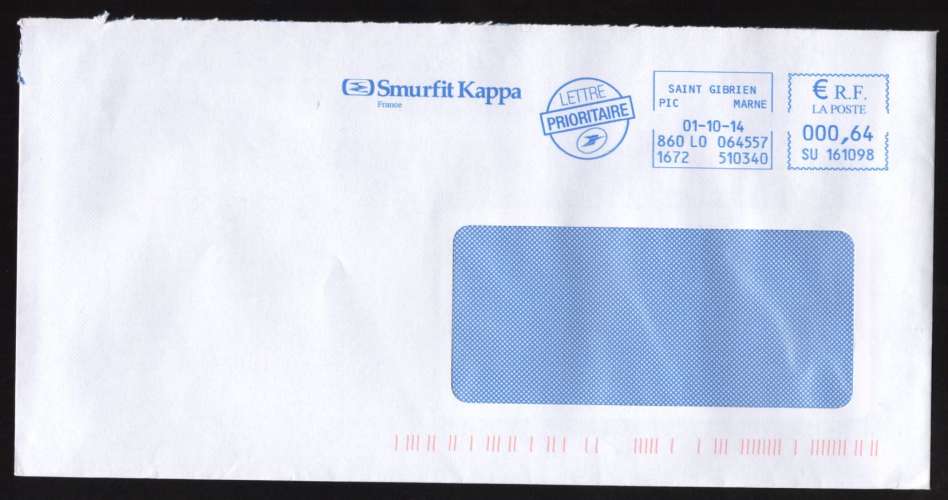 Smurfit Kappa
France
LETTRE
PRIORITAIRE
SAINT GIBRIEN
PIC MARNE
01-10-14
860 L0 064557
1672 510340
€ R.F.
LA POSTE
000,64
SU 161098